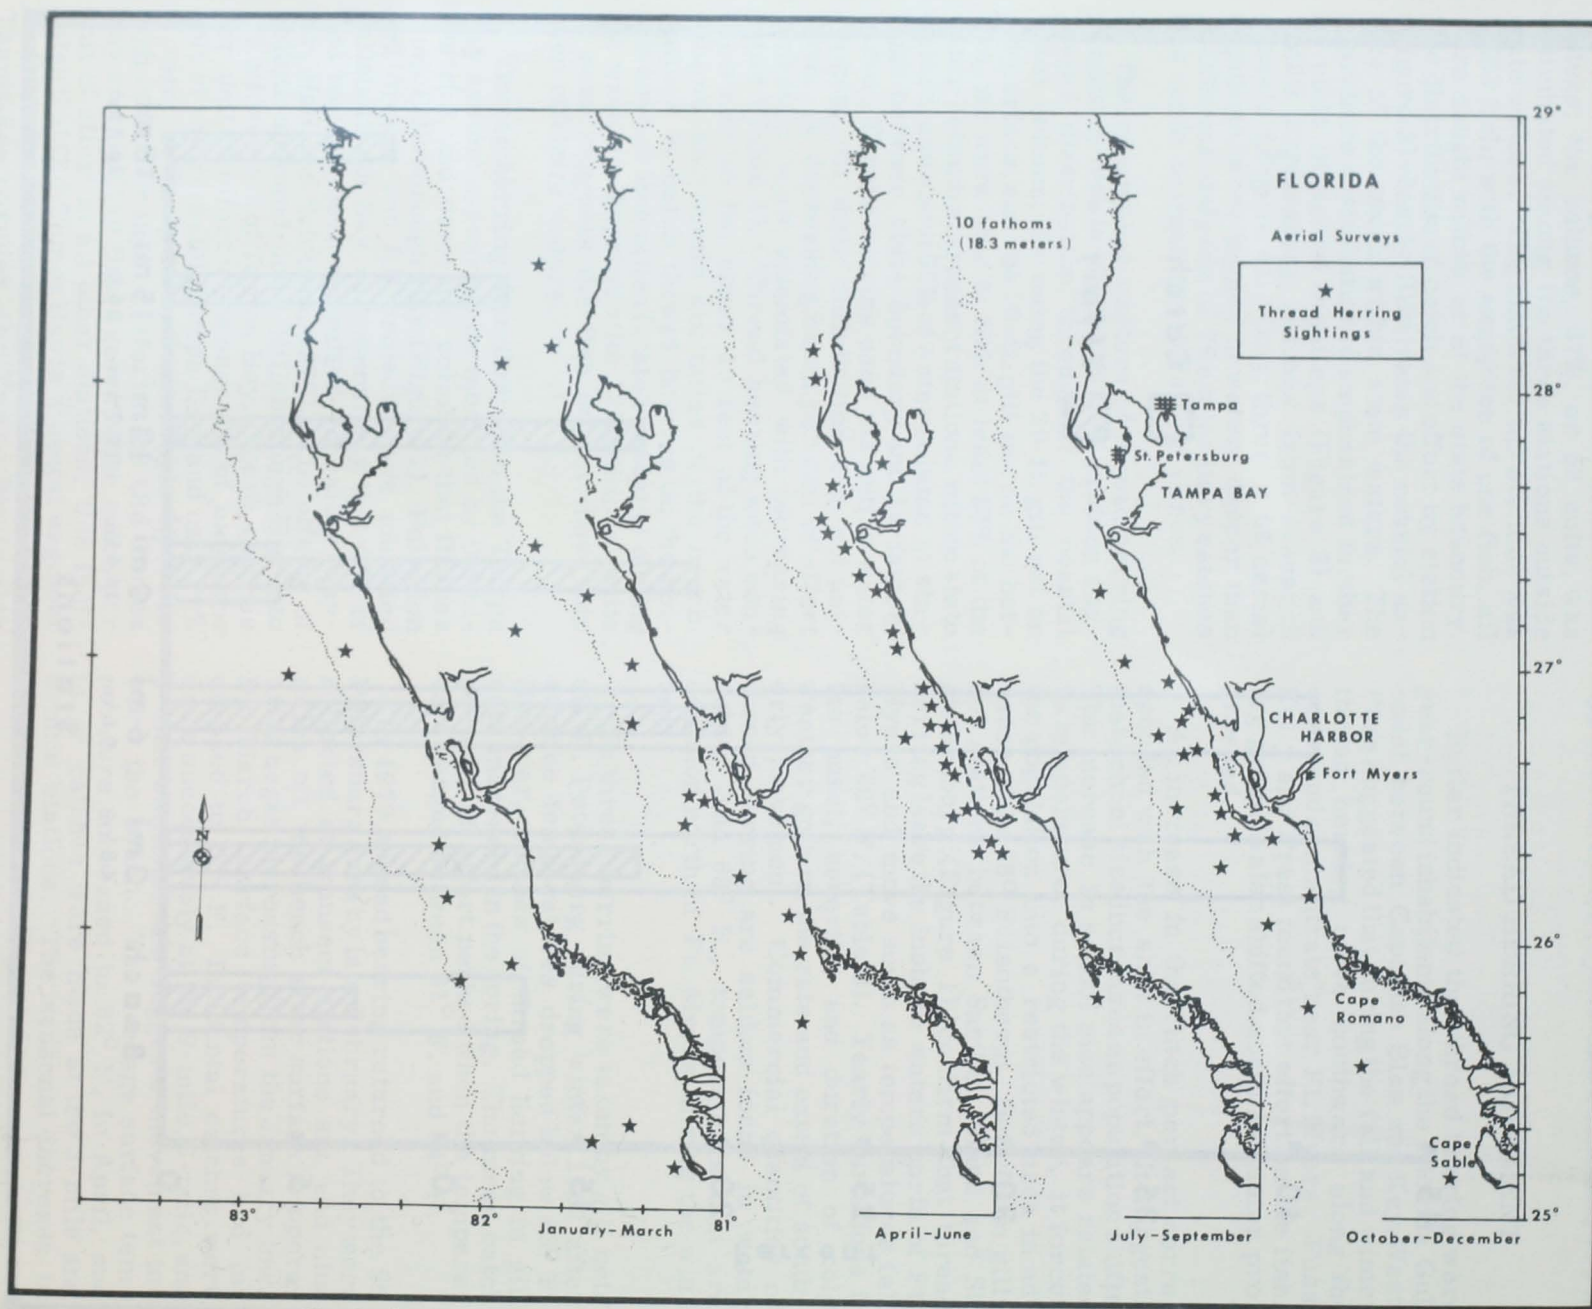 29°
FLORIDA
Aerial Surveys
★
Thread Herring
Sightings
10 fathoms
(18.3 meters)
28°
Tampa
St. Petersburg
TAMPA BAY
27°
CHARLOTTE
HARBOR
Fort Myers
N
26°
Cape
Romano
Cape
Sable
25°
83°
82°
81°
January-March
April-June
July-September
October-December